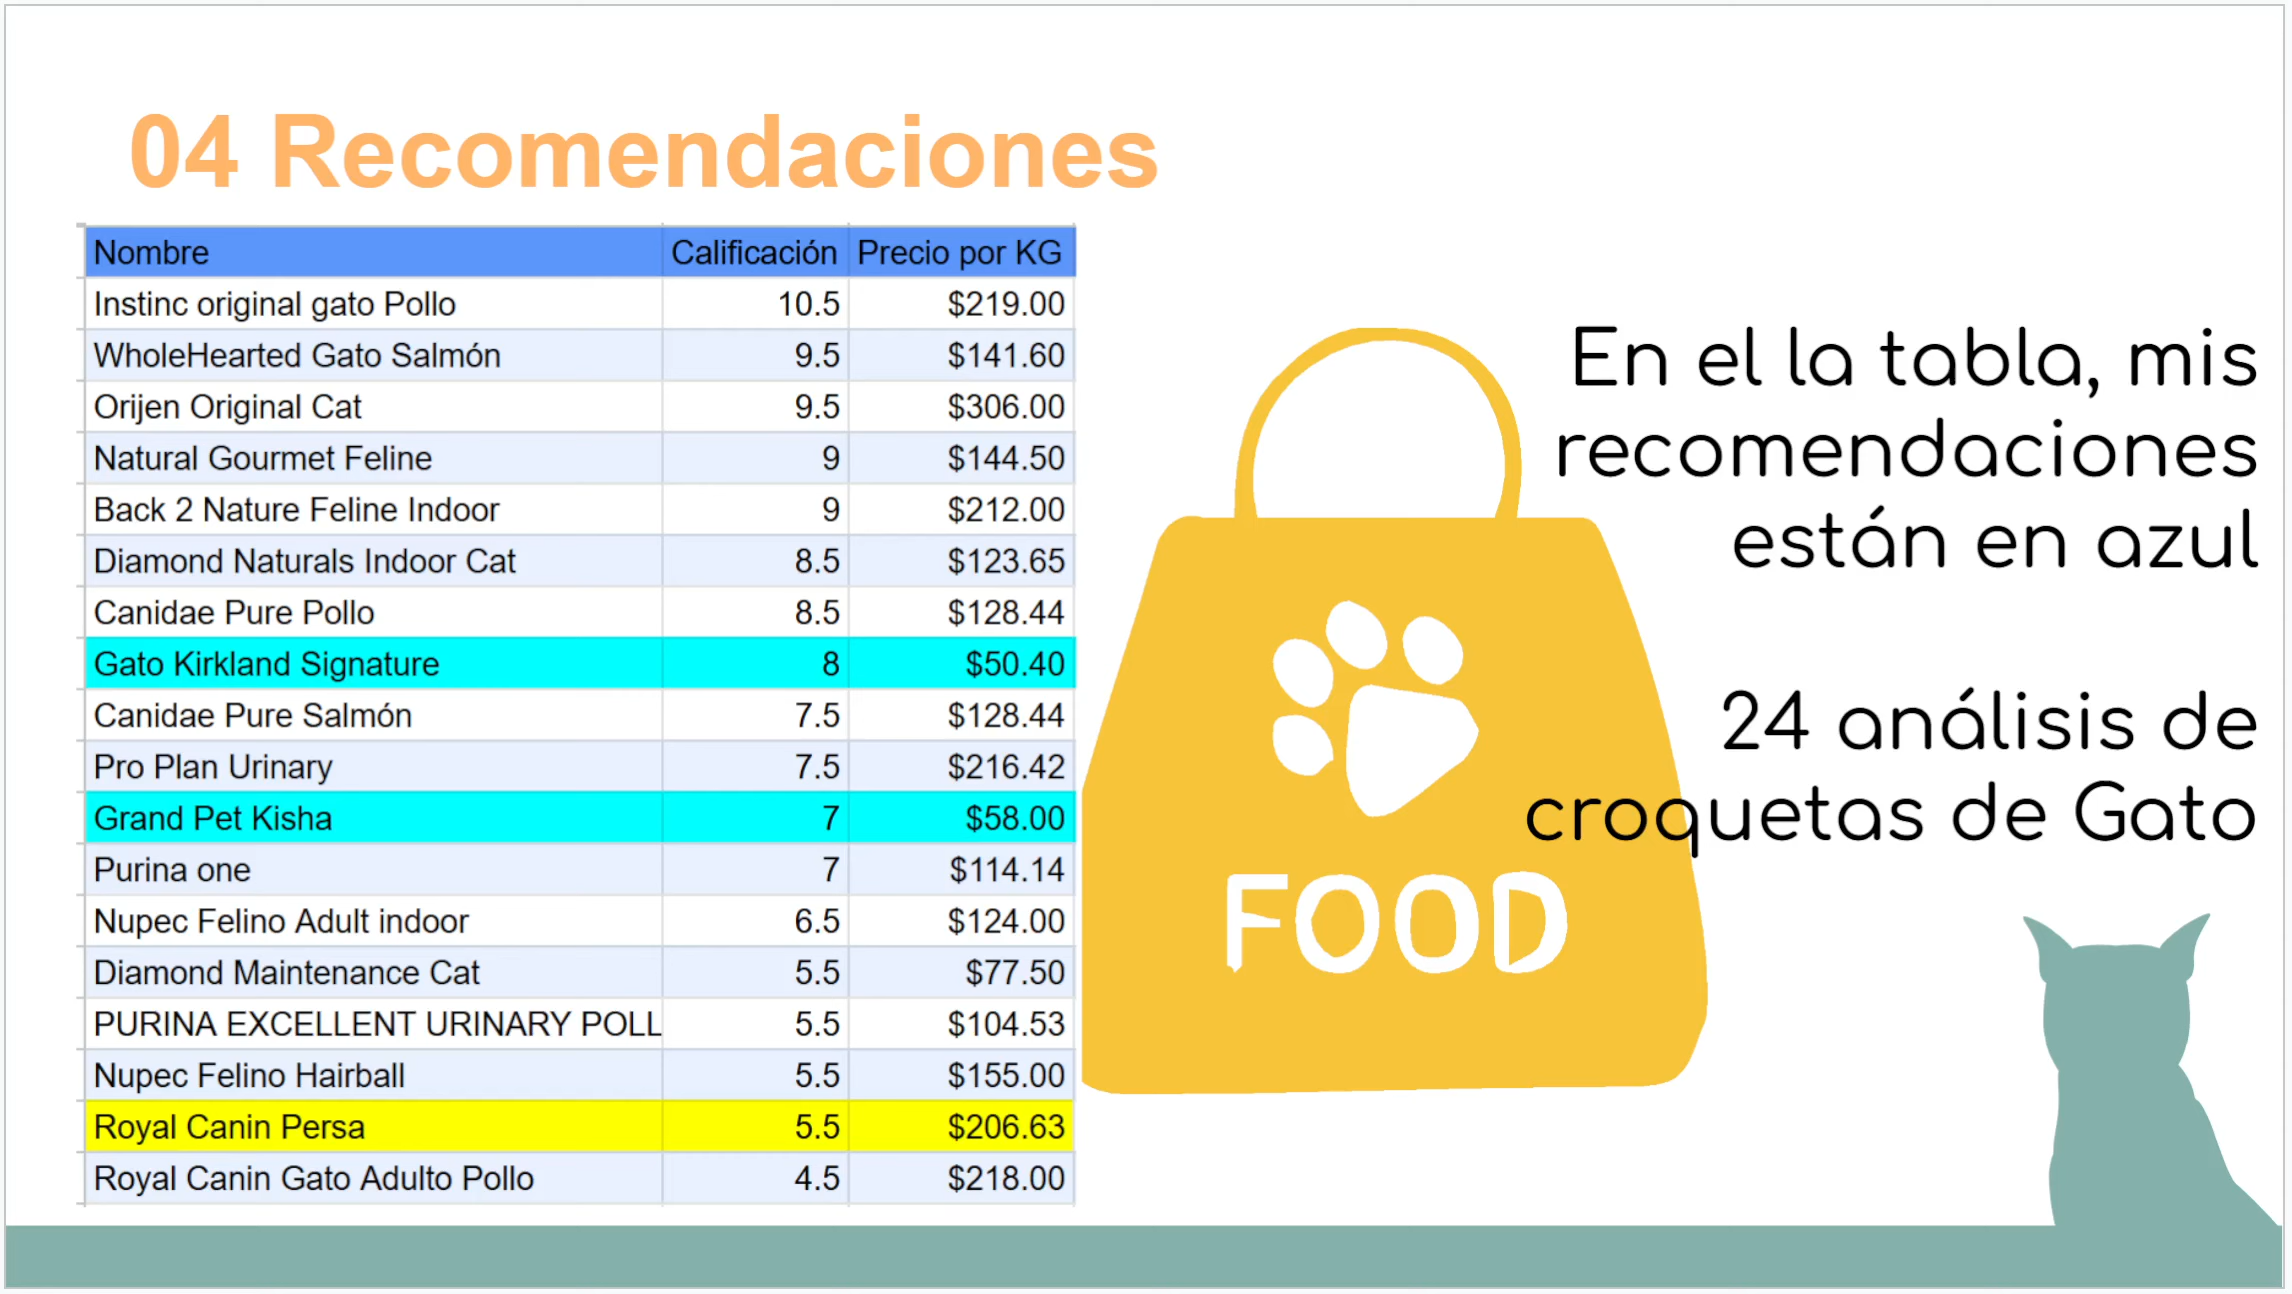 04 Recomendaciones
Nombre Calificación Precio por KG
Instinc original gato Pollo 10.5 $219.00
WholeHearted Gato Salmón 9.5 $141.60
Orijen Original Cat 9.5 $306.00
Natural Gourmet Feline 9 $144.50
Back 2 Nature Feline Indoor 9 $212.00
Diamond Naturals Indoor Cat 8.5 $123.65
Canidae Pure Pollo 8.5 $128.44
Gato Kirkland Signature 8 $50.40
Canidae Pure Salmón 7.5 $128.44
Pro Plan Urinary 7.5 $216.42
Grand Pet Kisha 7 $58.00
Purina one 7 $114.14
Nupec Felino Adult indoor 6.5 $124.00
Diamond Maintenance Cat 5.5 $77.50
PURINA EXCELLENT URINARY POLL 5.5 $104.53
Nupec Felino Hairball 5.5 $155.00
Royal Canin Persa 5.5 $206.63
Royal Canin Gato Adulto Pollo 4.5 $218.00
FOOD
En el la tabla, mis
recomendaciones
están en azul
24 análisis de
croquetas de Gato